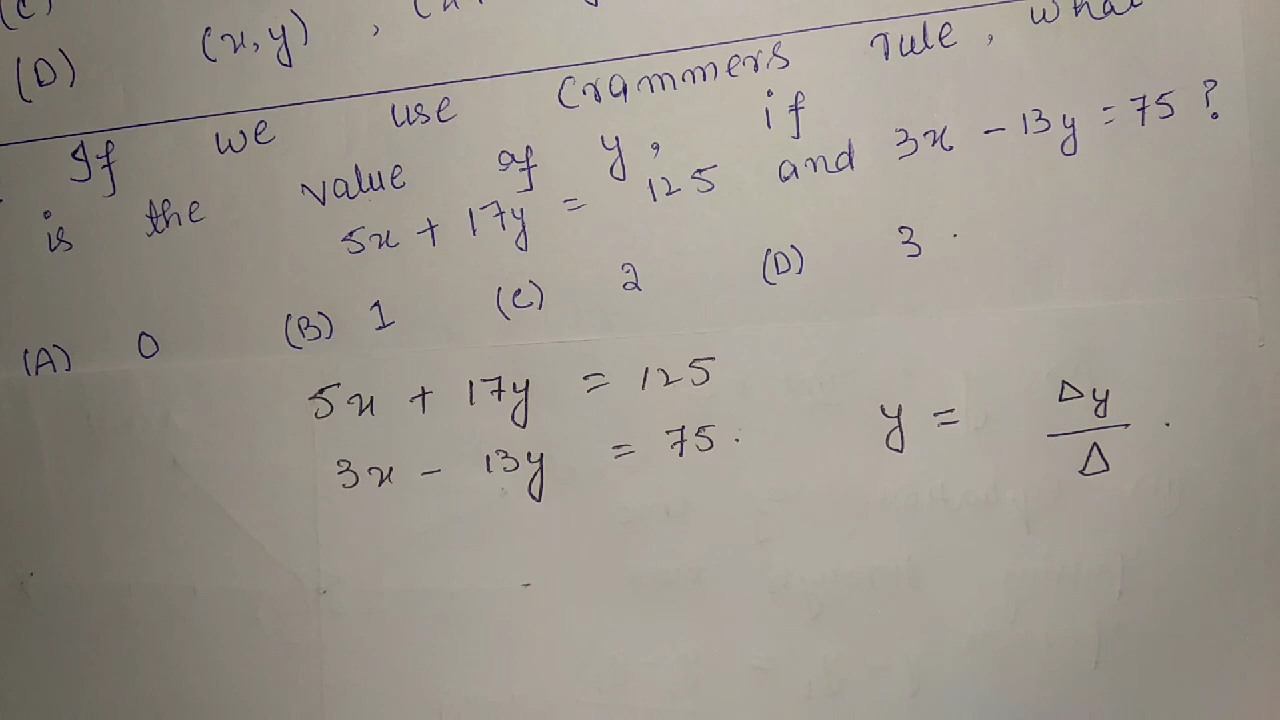 (C)
(D) (x, y) ,
If we use Crammers rule, what
is the value of y, if
5x + 17y = 125 and 3x - 13y = 75 ?
(A) 0 (B) 1 (C) 2 (D) 3 .
5x + 17y = 125
3x - 13y = 75 .
y = Δy / Δ .